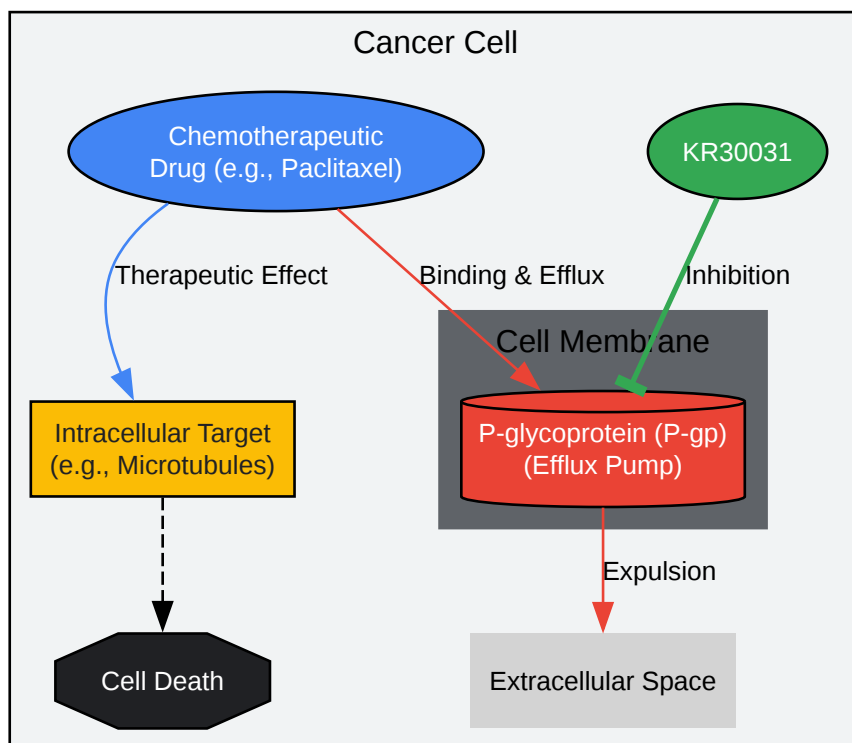 Cancer Cell
Chemotherapeutic
Drug (e.g., Paclitaxel)
KR30031
Therapeutic Effect
Binding & Efflux
Inhibition
Cell Membrane
Intracellular Target
(e.g., Microtubules)
P-glycoprotein (P-gp)
(Efflux Pump)
Expulsion
Cell Death
Extracellular Space